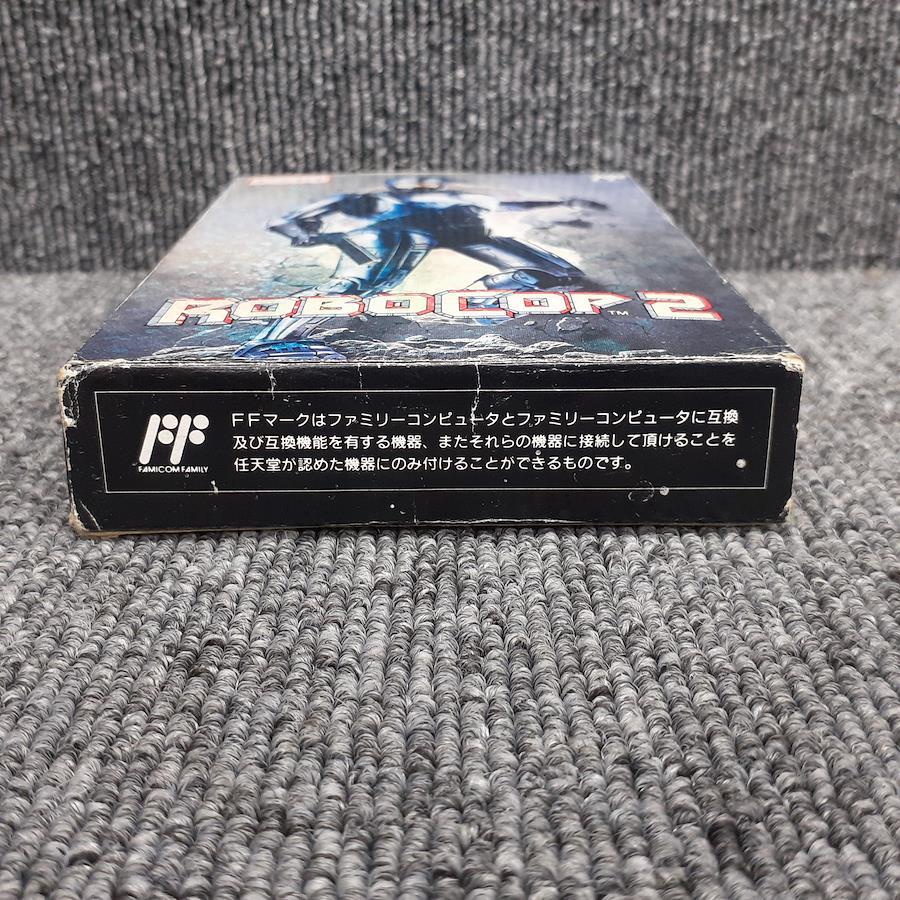 ROBOCOP 2 ™
FFマークはファミリーコンピュータとファミリーコンピュータに互換
及び互換機能を有する機器、またそれらの機器に接続して頂けることを
任天堂が認めた機器にのみ付けることができるものです。
FF
FAMICOM FAMILY